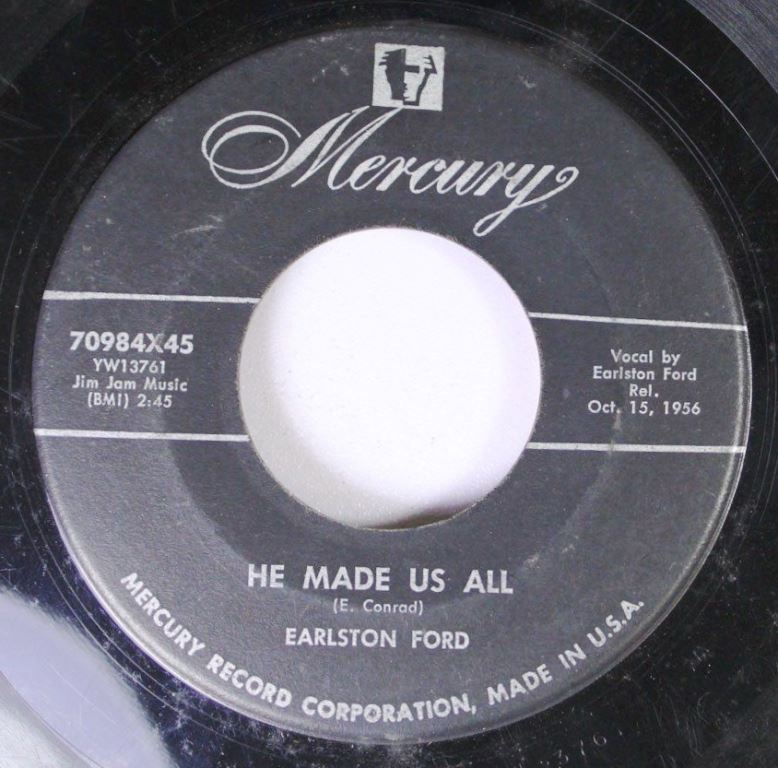 Mercury
70984X45
YW13761
Jim Jam Music
(BMI) 2:45
Vocal by
Earlston Ford
Rel.
Oct. 15, 1956
HE MADE US ALL
(E. Conrad)
EARLSTON FORD
MERCURY RECORD CORPORATION, MADE IN U.S.A.